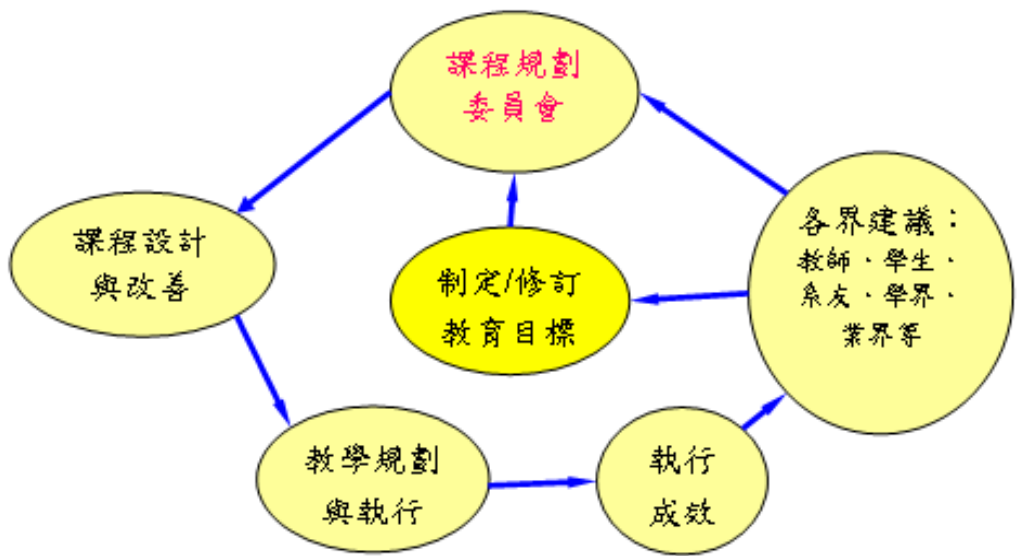 課程規劃
委員會
課程設計
與改善
制定/修訂
教育目標
各界建議：
教師、學生、
系友、學界、
業界等
教學規劃
與執行
執行
成效